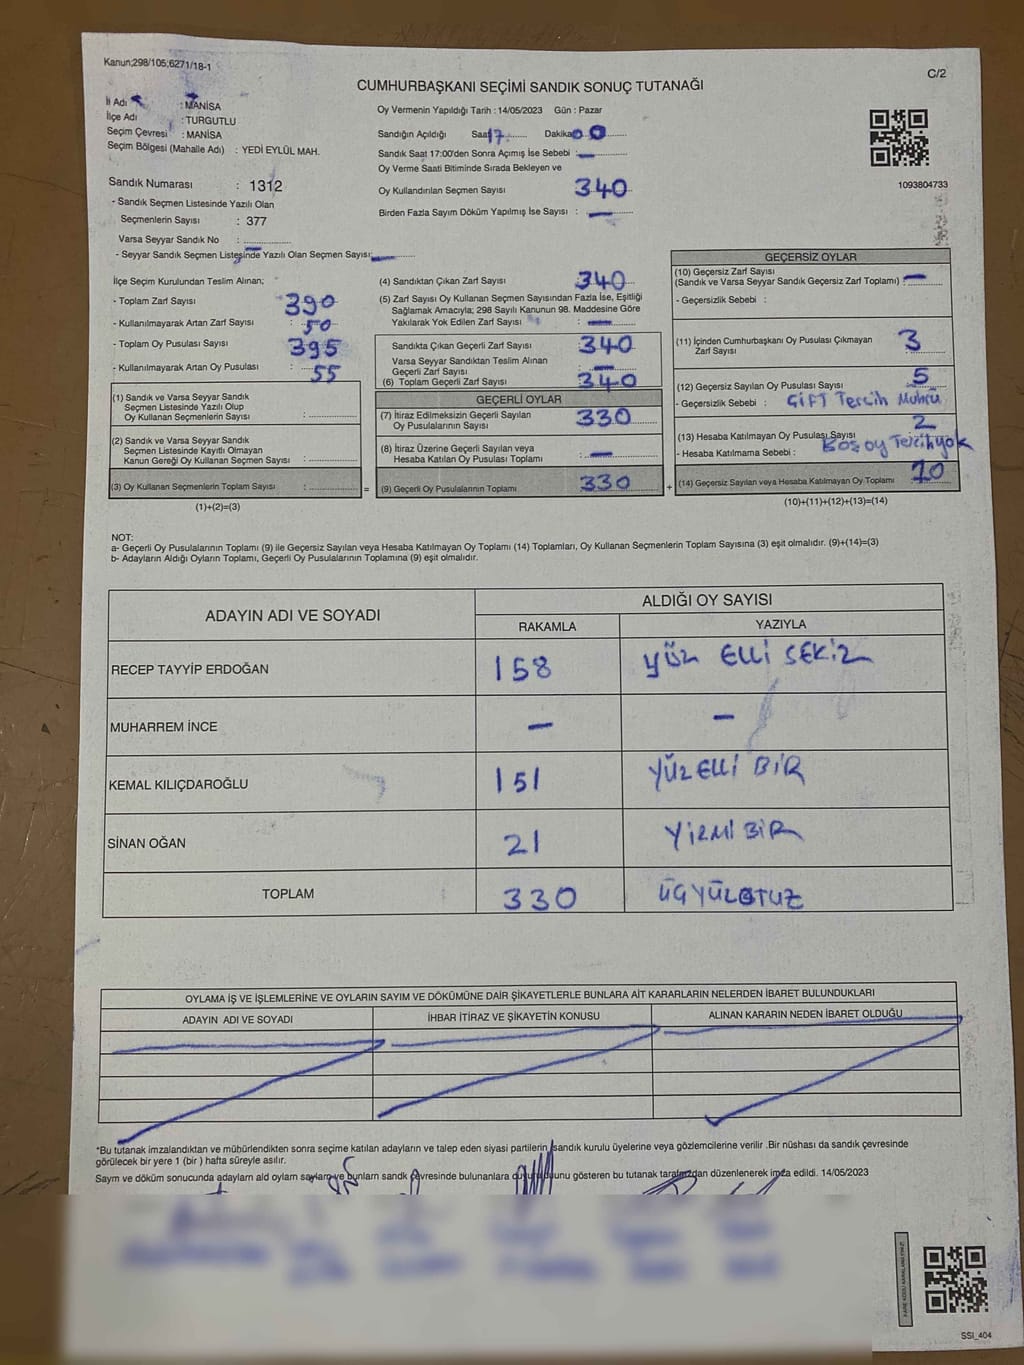 Kanun;298/105;6271/18-1
C/2
CUMHURBAŞKANI SEÇİMİ SANDIK SONUÇ TUTANAĞI
İl Adı : MANİSA
İlçe Adı : TURGUTLU
Seçim Çevresi : MANİSA
Seçim Bölgesi (Mahalle Adı) : YEDİ EYLÜL MAH.
Oy Vermenin Yapıldığı Tarih : 14/05/2023 Gün : Pazar
Sandığın Açıldığı Saat 17 Dakika 00
Sandık Saat 17:00'den Sonra Açımış İse Sebebi : —
Oy Verme Saati Bitiminde Sırada Bekleyen ve
Oy Kullandırılan Seçmen Sayısı 340
Birden Fazla Sayım Döküm Yapılmış İse Sayısı : —
1093804733
Sandık Numarası : 1312
- Sandık Seçmen Listesinde Yazılı Olan
Seçmenlerin Sayısı : 377
Varsa Seyyar Sandık No : —
- Seyyar Sandık Seçmen Listesinde Yazılı Olan Seçmen Sayısı: —
İlçe Seçim Kurulundan Teslim Alınan;
- Toplam Zarf Sayısı 390
- Kullanılmayarak Artan Zarf Sayısı : 50
- Toplam Oy Pusulası Sayısı 395
- Kullanılmayarak Artan Oy Pusulası : 55
(1) Sandık ve Varsa Seyyar Sandık
Seçmen Listesinde Yazılı Olup
Oy Kullanan Seçmenlerin Sayısı :
(2) Sandık ve Varsa Seyyar Sandık
Seçmen Listesinde Kayıtlı Olmayan
Kanun Gereği Oy Kullanan Seçmen Sayısı :
(3) Oy Kullanan Seçmenlerin Toplam Sayısı :
(1)+(2)=(3)
=
(4) Sandıktan Çıkan Zarf Sayısı 340
(5) Zarf Sayısı Oy Kullanan Seçmen Sayısından Fazla İse, Eşitliği
Sağlamak Amacıyla; 298 Sayılı Kanunun 98. Maddesine Göre
Yakılarak Yok Edilen Zarf Sayısı : —
Sandıkta Çıkan Geçerli Zarf Sayısı 340
Varsa Seyyar Sandıktan Teslim Alınan
Geçerli Zarf Sayısı : —
(6) Toplam Geçerli Zarf Sayısı : 340
GEÇERLİ OYLAR
(7) İtiraz Edilmeksizin Geçerli Sayılan
Oy Pusulalarının Sayısı 330
(8) İtiraz Üzerine Geçerli Sayılan veya
Hesaba Katılan Oy Pusulası Toplamı : —
(9) Geçerli Oy Pusulalarının Toplamı 330
+
GEÇERSİZ OYLAR
(10) Geçersiz Zarf Sayısı
(Sandık ve Varsa Seyyar Sandık Geçersiz Zarf Toplamı) : —
- Geçersizlik Sebebi :
(11) İçinden Cumhurbaşkanı Oy Pusulası Çıkmayan
Zarf Sayısı 3
(12) Geçersiz Sayılan Oy Pusulası Sayısı 5
- Geçersizlik Sebebi : ÇİFT Tercih Mührü
(13) Hesaba Katılmayan Oy Pusulası Sayısı 2
- Hesaba Katılmama Sebebi : Boş oy Tercih yok
(14) Geçersiz Sayılan veya Hesaba Katılmayan Oy Toplamı 10
(10)+(11)+(12)+(13)=(14)
NOT:
a- Geçerli Oy Pusulalarının Toplamı (9) ile Geçersiz Sayılan veya Hesaba Katılmayan Oy Toplamı (14) Toplamları, Oy Kullanan Seçmenlerin Toplam Sayısına (3) eşit olmalıdır. (9)+(14)=(3)
b- Adayların Aldığı Oyların Toplamı, Geçerli Oy Pusulalarının Toplamına (9) eşit olmalıdır.
ADAYIN ADI VE SOYADI ALDIĞI OY SAYISI
RAKAMLA YAZIYLA
RECEP TAYYİP ERDOĞAN 158 YÜZ ELLİ SEKİZ
MUHARREM İNCE — —
KEMAL KILIÇDAROĞLU 151 YÜZ ELLİ BİR
SİNAN OĞAN 21 YİRMİ BİR
TOPLAM 330 ÜÇ YÜZ OTUZ
OYLAMA İŞ VE İŞLEMLERİNE VE OYLARIN SAYIM VE DÖKÜMÜNE DAİR ŞİKAYETLERLE BUNLARA AİT KARARLARIN NELERDEN İBARET BULUNDUKLARI
ADAYIN ADI VE SOYADI İHBAR İTİRAZ VE ŞİKAYETİN KONUSU ALINAN KARARIN NEDEN İBARET OLDUĞU
*Bu tutanak imzalandıktan ve mühürlendikten sonra seçime katılan adayların ve talep eden siyasi partilerin sandık kurulu üyelerine veya gözlemcilerine verilir .Bir nüshası da sandık çevresinde
görülecek bir yere 1 (bir ) hafta süreyle asılır.
Sayım ve döküm sonucunda adayların ald oyların sayıları ve bunların sandk çevresinde bulunanlara duyurulduğunu gösteren bu tutanak tarafımızdan düzenlenerek imza edildi. 14/05/2023
SSI_404